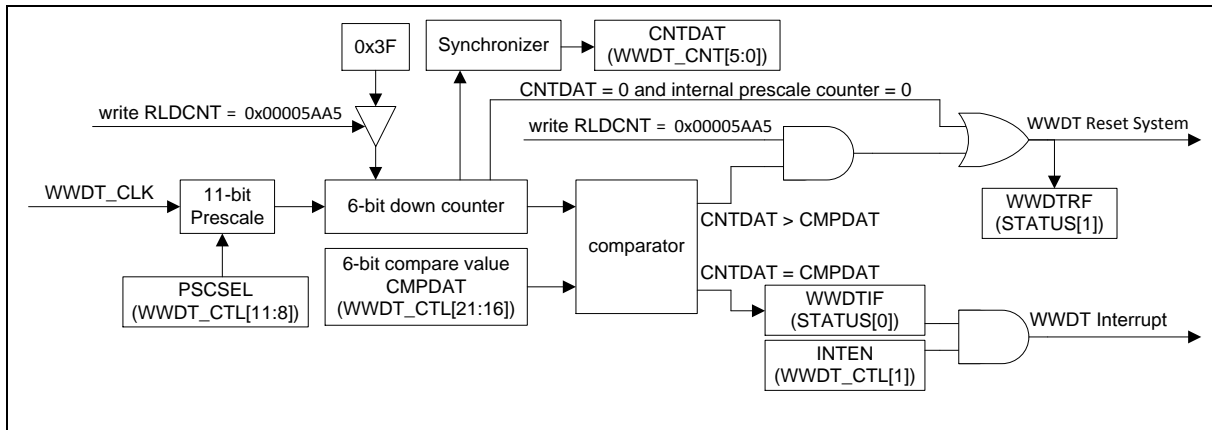 0x3F
Synchronizer
CNTDAT
(WWDT_CNT[5:0])
CNTDAT = 0 and internal prescale counter = 0
write RLDCNT = 0x00005AA5
write RLDCNT = 0x00005AA5
WWDT Reset System
WWDT_CLK
11-bit
Prescale
6-bit down counter
WWDTRF
(STATUS[1])
CNTDAT > CMPDAT
comparator
6-bit compare value
CMPDAT
(WWDT_CTL[21:16])
CNTDAT = CMPDAT
PSCSEL
(WWDT_CTL[11:8])
WWDTIF
(STATUS[0])
WWDT Interrupt
INTEN
(WWDT_CTL[1])